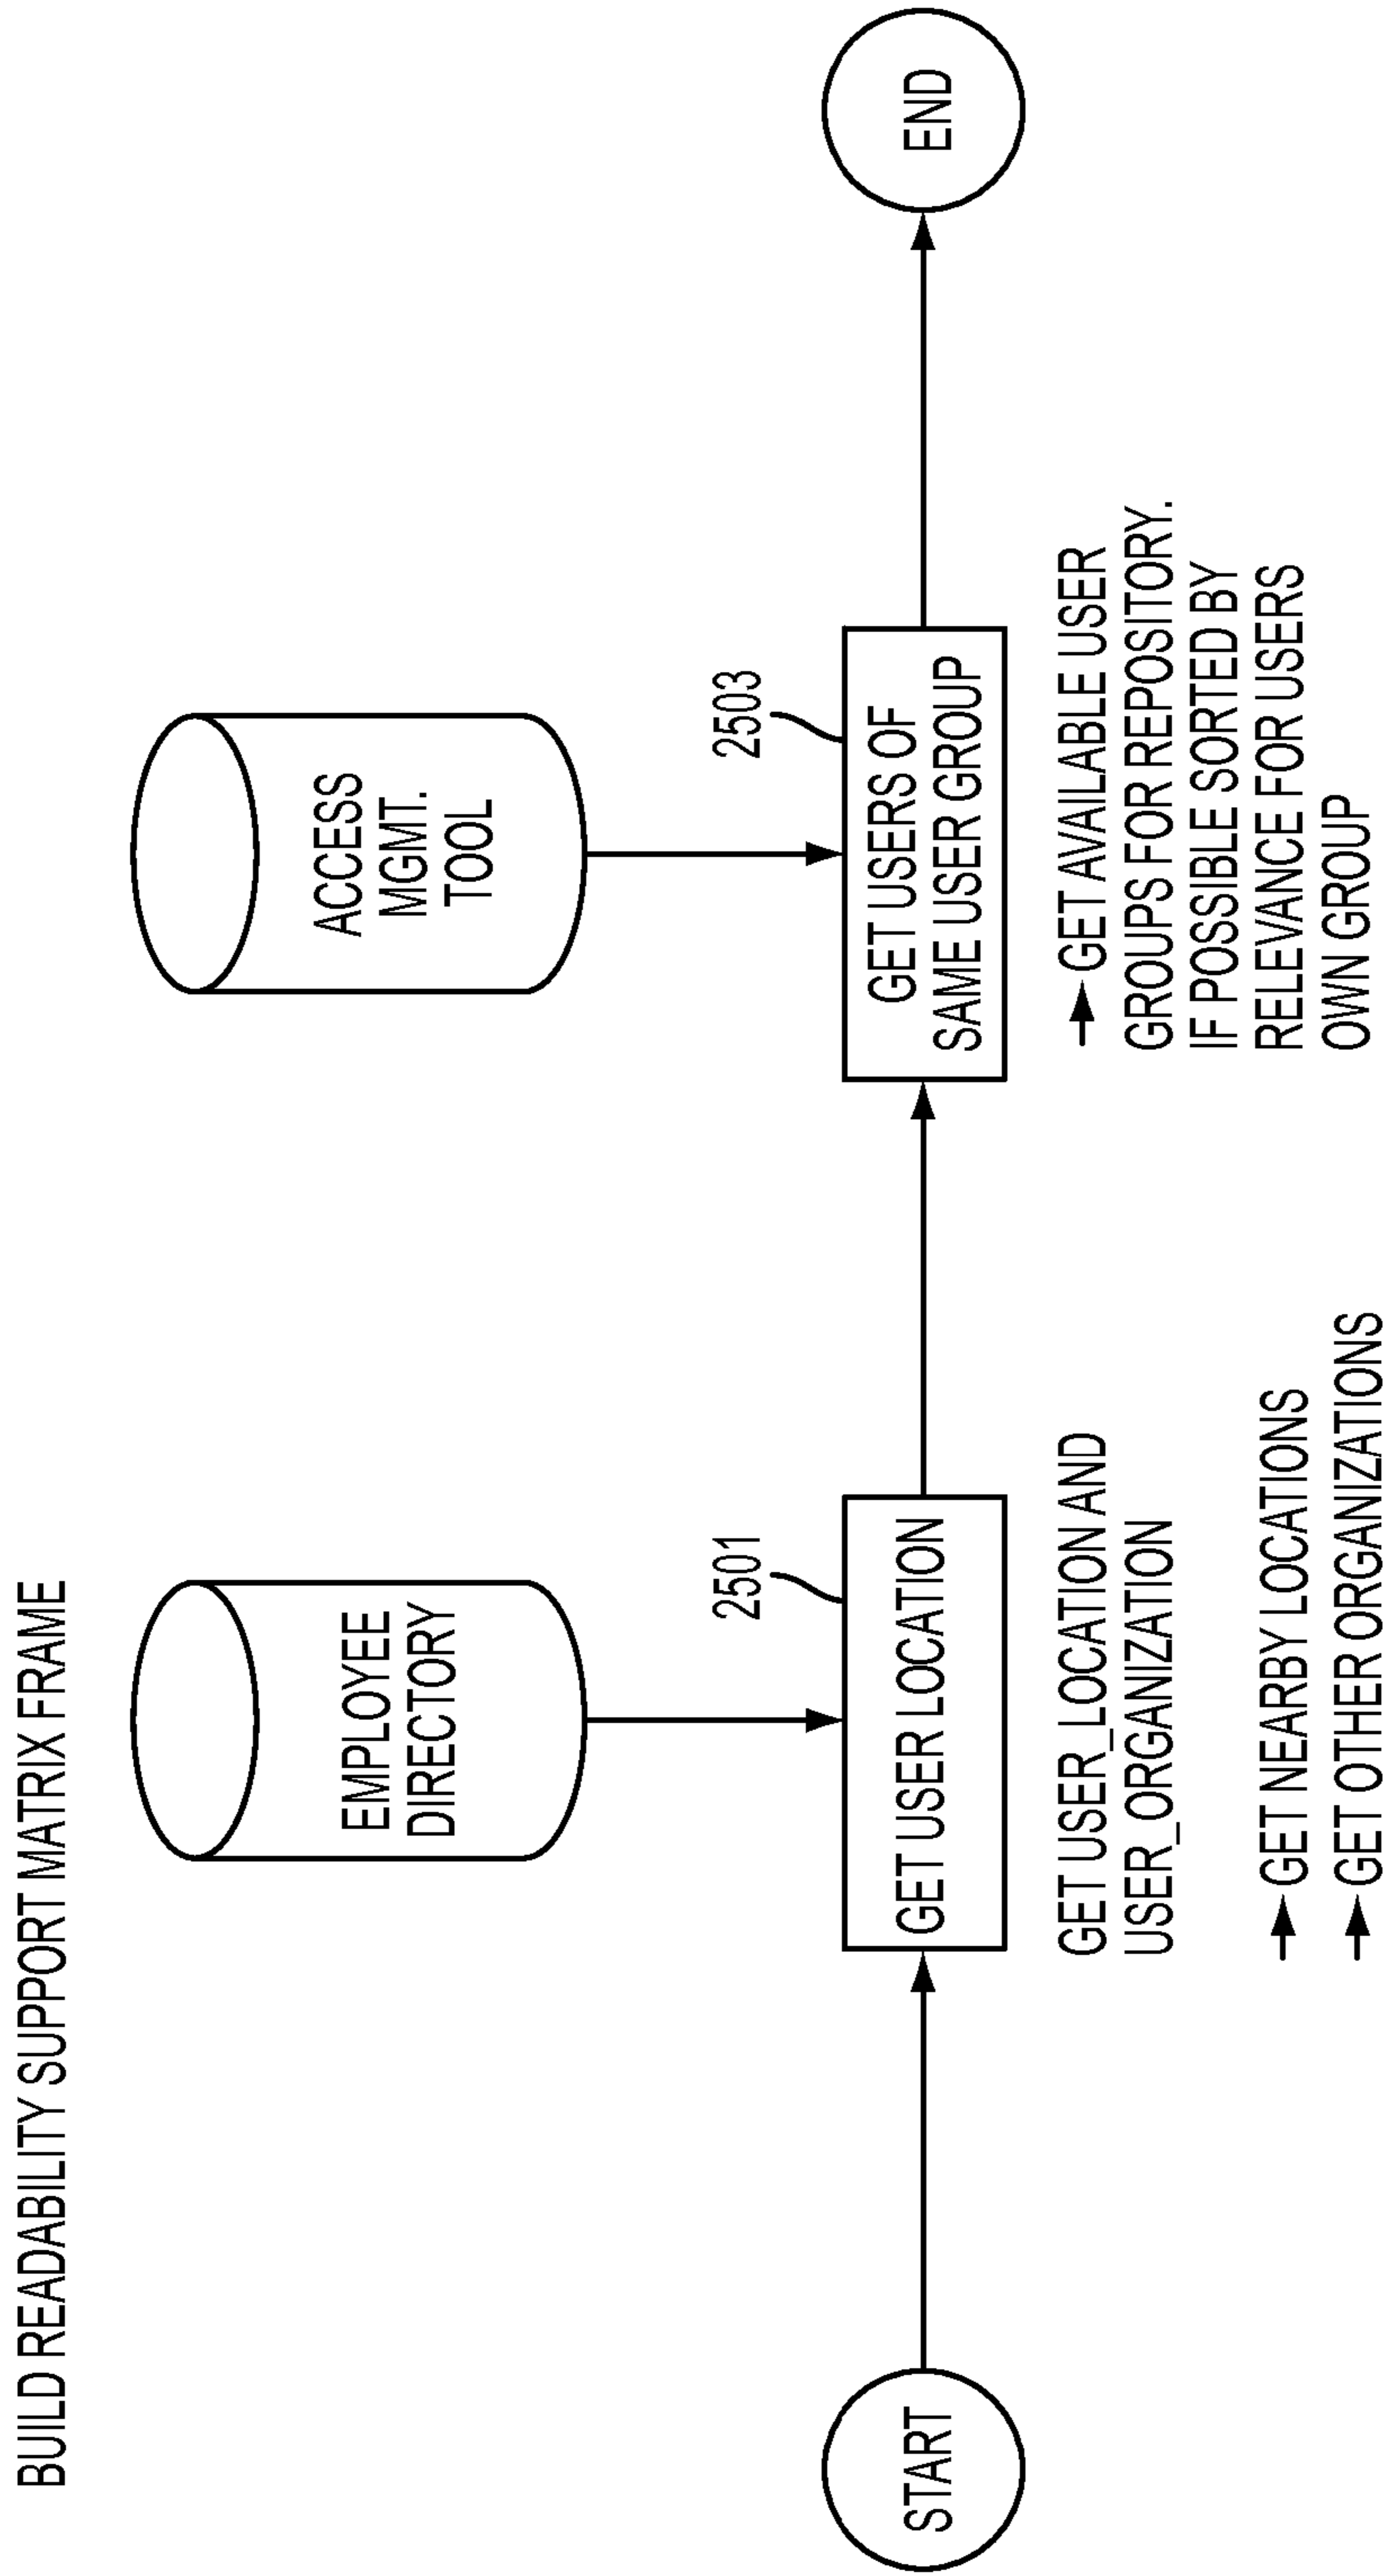 BUILD READABILITY SUPPORT MATRIX FRAME
EMPLOYEE
DIRECTORY
ACCESS
MGMT.
TOOL
2501
2503
START
GET USER LOCATION
GET USERS OF
SAME USER GROUP
END
GET USER_LOCATION AND
USER_ORGANIZATION
→ GET NEARBY LOCATIONS
→ GET OTHER ORGANIZATIONS
→ GET AVAILABLE USER
GROUPS FOR REPOSITORY.
IF POSSIBLE SORTED BY
RELEVANCE FOR USERS
OWN GROUP